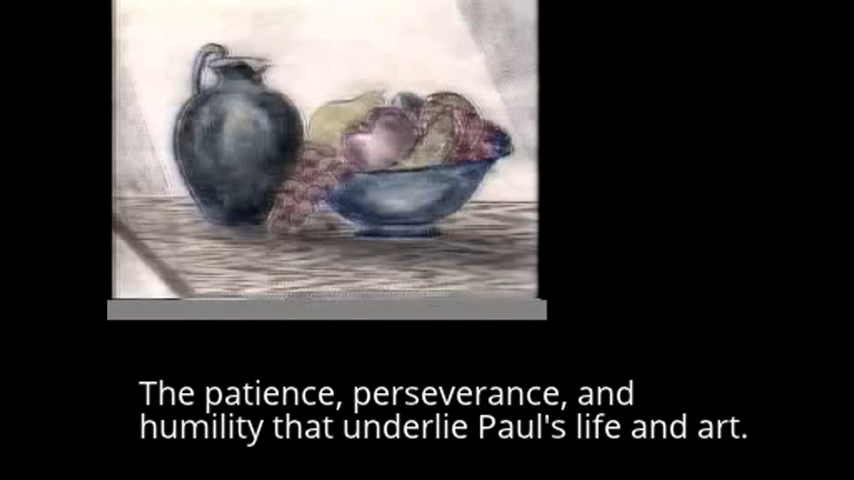 The patience, perseverance, and
humility that underlie Paul's life and art.